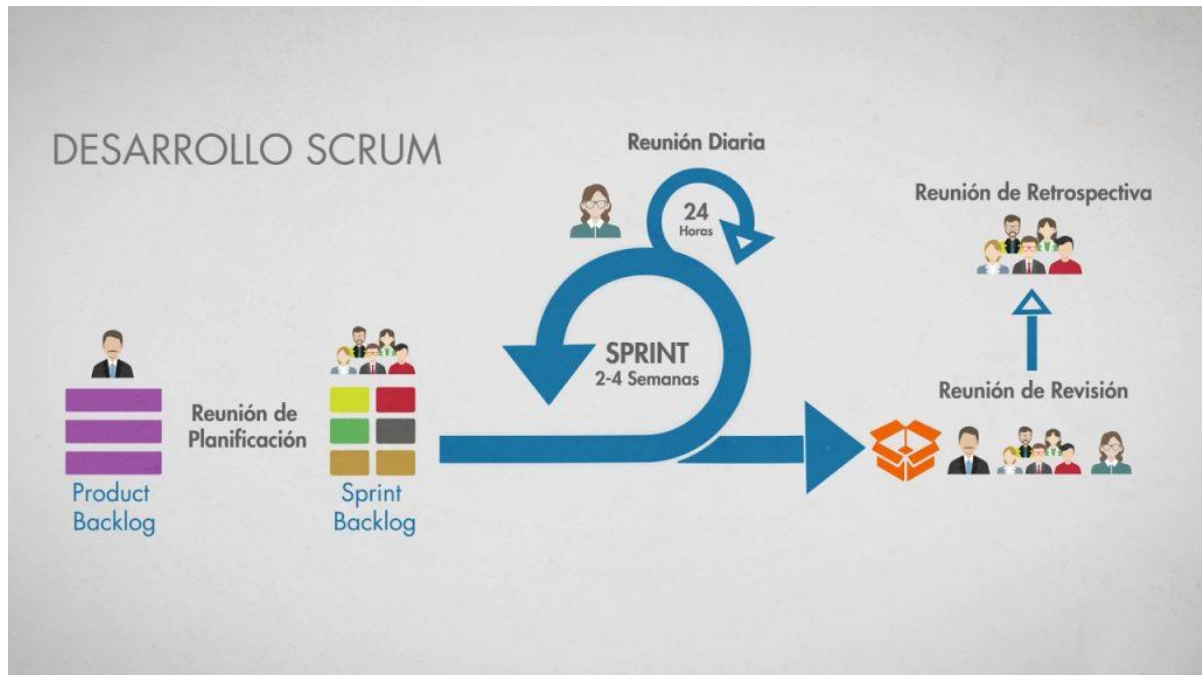 DESARROLLO SCRUM
Reunión Diaria
24
Horas
Reunión de Retrospectiva
SPRINT
2-4 Semanas
Reunión de
Planificación
Reunión de Revisión
Product
Backlog
Sprint
Backlog